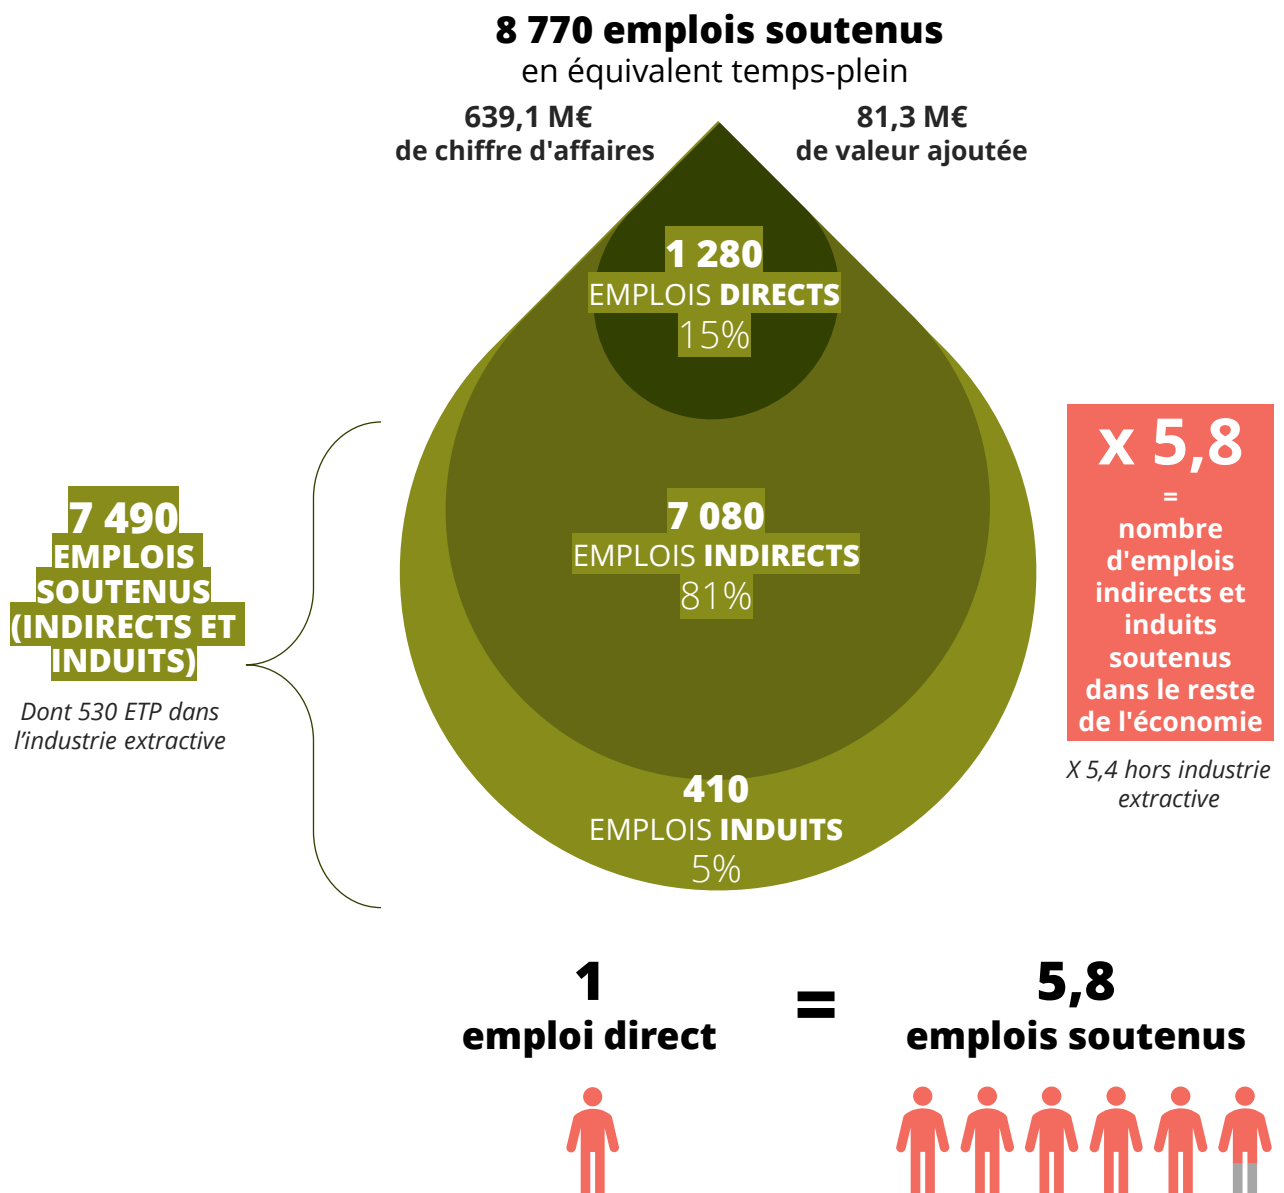 8 770 emplois soutenus
en équivalent temps-plein
639,1 M€
de chiffre d'affaires
81,3 M€
de valeur ajoutée
1 280
EMPLOIS DIRECTS
15%
7 490
EMPLOIS
SOUTENUS
(INDIRECTS ET
INDUITS)
Dont 530 ETP dans
l’industrie extractive
7 080
EMPLOIS INDIRECTS
81%
x 5,8
=
nombre
d'emplois
indirects et
induits
soutenus
dans le reste
de l'économie
X 5,4 hors industrie
extractive
410
EMPLOIS INDUITS
5%
1
emploi direct
=
5,8
emplois soutenus